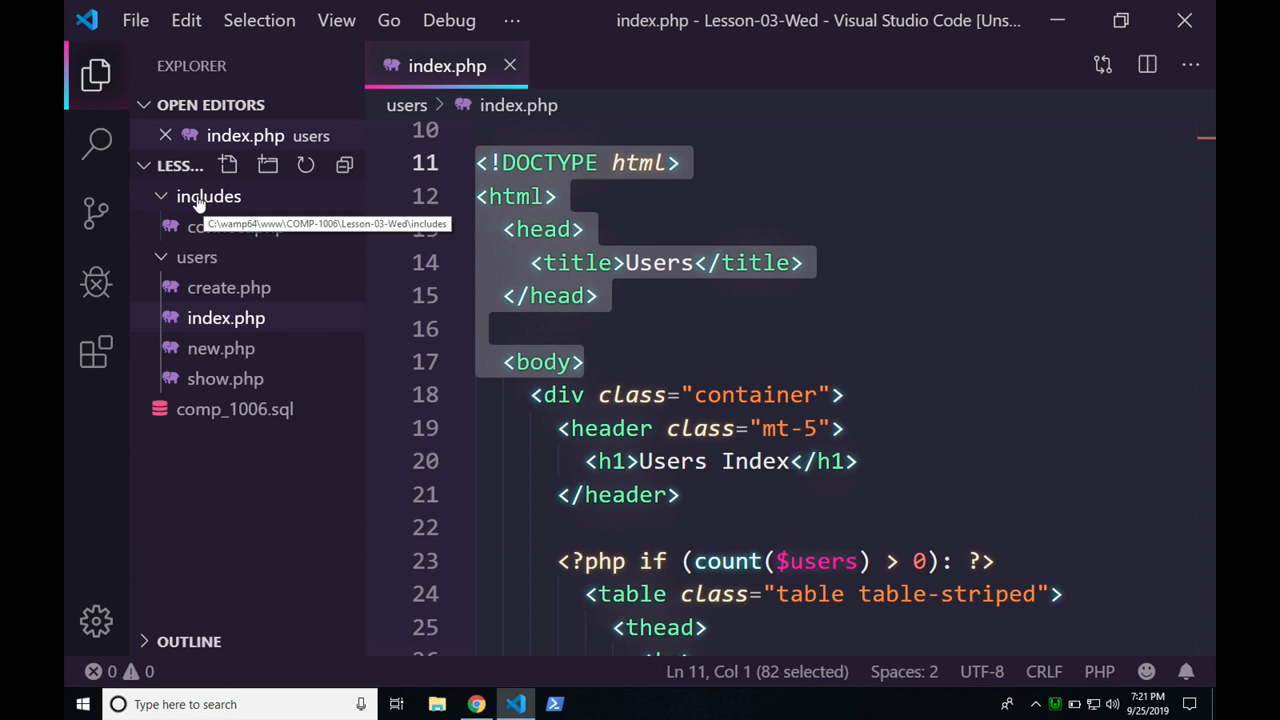 File Edit Selection View Go Debug ··· index.php - Lesson-03-Wed - Visual Studio Code [Uns...
EXPLORER
OPEN EDITORS
index.php users
LESS...
includes
C:\wamp64\www\COMP-1006\Lesson-03-Wed\includes
users
create.php
index.php
new.php
show.php
comp_1006.sql
OUTLINE
index.php
users > index.php
10
11 <!DOCTYPE html>
12 <html>
<head>
14 <title>Users</title>
15 </head>
16
17 <body>
18 <div class="container">
19 <header class="mt-5">
20 <h1>Users Index</h1>
21 </header>
22
23 <?php if (count($users) > 0): ?>
24 <table class="table table-striped">
25 <thead>
0 0 Ln 11, Col 1 (82 selected) Spaces: 2 UTF-8 CRLF PHP
Type here to search
7:21 PM
9/25/2019